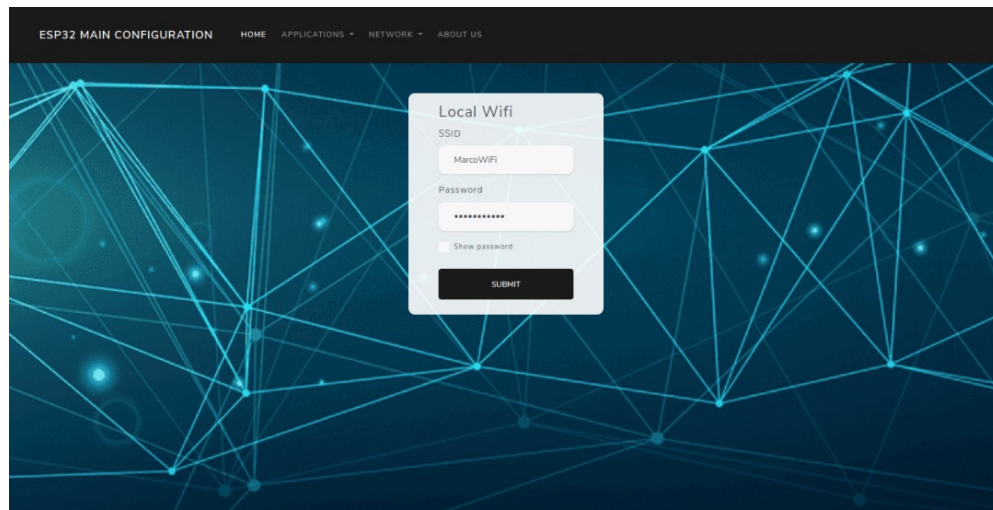 ESP32 MAIN CONFIGURATION HOME APPLICATIONS NETWORK ABOUT US
Local Wifi
SSID
MarcoWiFi
Password
•••••••••••
Show password
SUBMIT